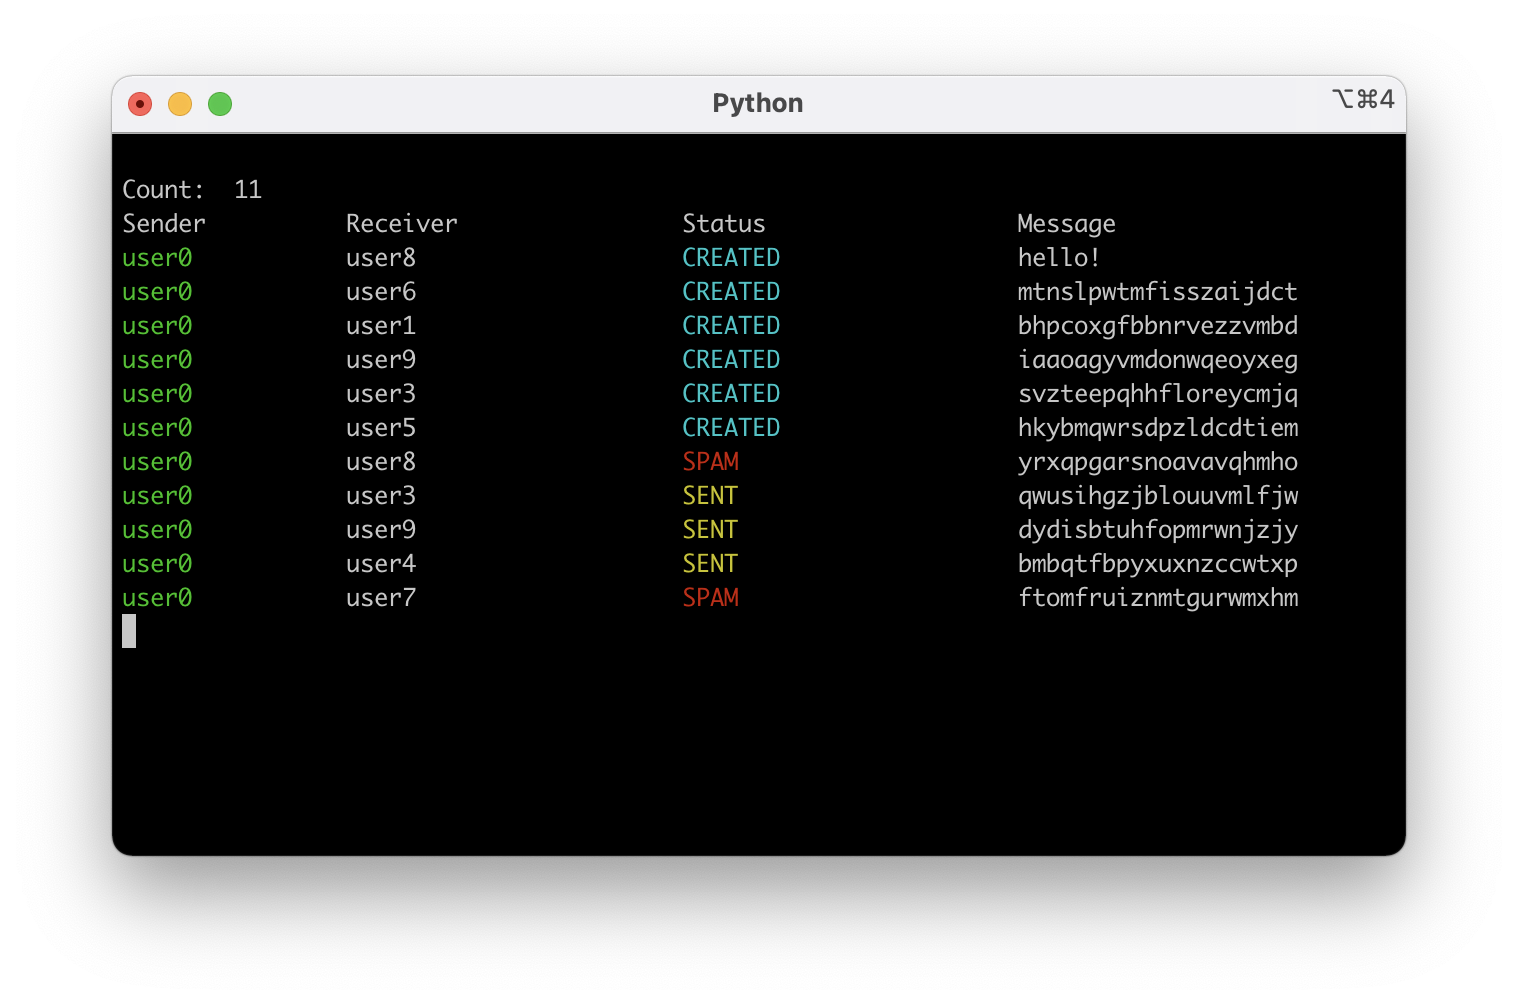 Python ⌥⌘4
Count:  11
Sender Receiver Status Message
user0 user8 CREATED hello!
user0 user6 CREATED mtnslpwtmfisszaijdct
user0 user1 CREATED bhpcoxgfbbnrvezzvmbd
user0 user9 CREATED iaaoagyvmdonwqeoyxeg
user0 user3 CREATED svzteepqhhfloreycmjq
user0 user5 CREATED hkybmqwrsdpzldcdtiem
user0 user8 SPAM yrxqpgarsnoavavqhmho
user0 user3 SENT qwusihgzjblouuvmlfjw
user0 user9 SENT dydisbtuhfopmrwnjzjy
user0 user4 SENT bmbqtfbpyxuxnzccwtxp
user0 user7 SPAM ftomfruiznmtgurwmxhm